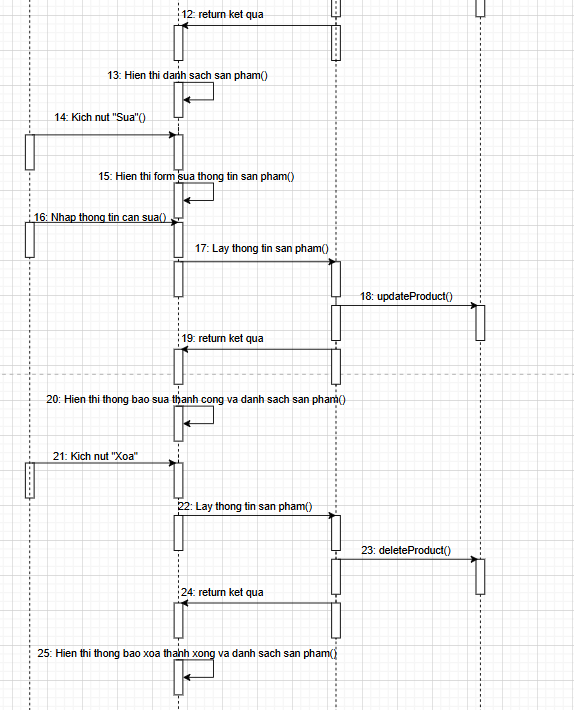 12: return ket qua
13: Hien thi danh sach san pham()
14: Kich nut "Sua"()
15: Hien thi form sua thong tin san pham()
16: Nhap thong tin can sua()
17: Lay thong tin san pham()
18: updateProduct()
19: return ket qua
20: Hien thi thong bao sua thanh cong va danh sach san pham()
21: Kich nut "Xoa"
22: Lay thong tin san pham()
23: deleteProduct()
24: return ket qua
25: Hien thi thong bao xoa thanh xong va danh sach san pham()